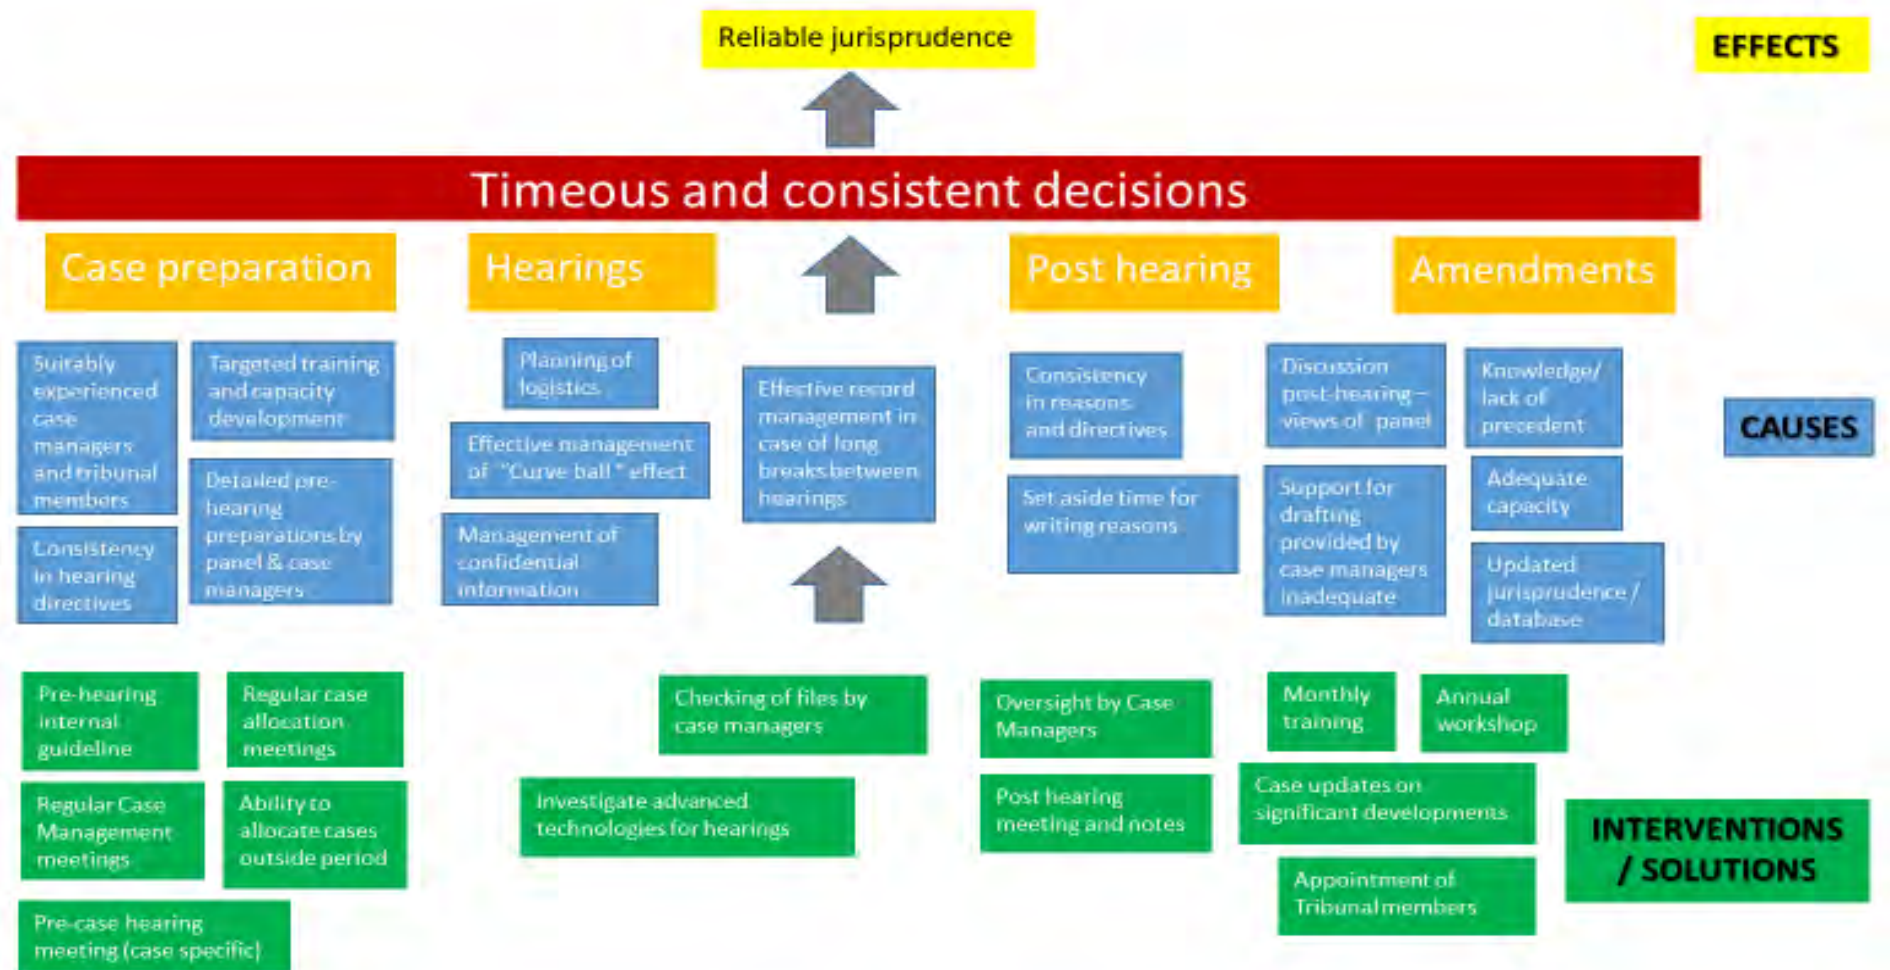 Reliable jurisprudence
EFFECTS
Timeous and consistent decisions
Case preparation
Hearings
Post hearing
Amendments
Suitably
experienced
case
managers
and tribunal
members
Targeted training
and capacity
development
Consistency
in hearing
directives
Detailed pre-
hearing
preparations by
panel & case
managers
Planning of
logistics
Effective management
of "Curve ball" effect
Management of
confidential
information
Effective record
management in
case of long
breaks between
hearings
Consistency
in reasons
and directives
Set aside time for
writing reasons
Discussion
post-hearing –
views of panel
Support for
drafting
provided by
case managers
inadequate
Knowledge/
lack of
precedent
Adequate
capacity
Updated
jurisprudence /
database
CAUSES
Pre-hearing
internal
guideline
Regular case
allocation
meetings
Regular Case
Management
meetings
Ability to
allocate cases
outside period
Pre-case hearing
meeting (case specific)
Checking of files by
case managers
Investigate advanced
technologies for hearings
Oversight by Case
Managers
Post hearing
meeting and notes
Monthly
training
Annual
workshop
Case updates on
significant developments
Appointment of
Tribunal members
INTERVENTIONS
/ SOLUTIONS